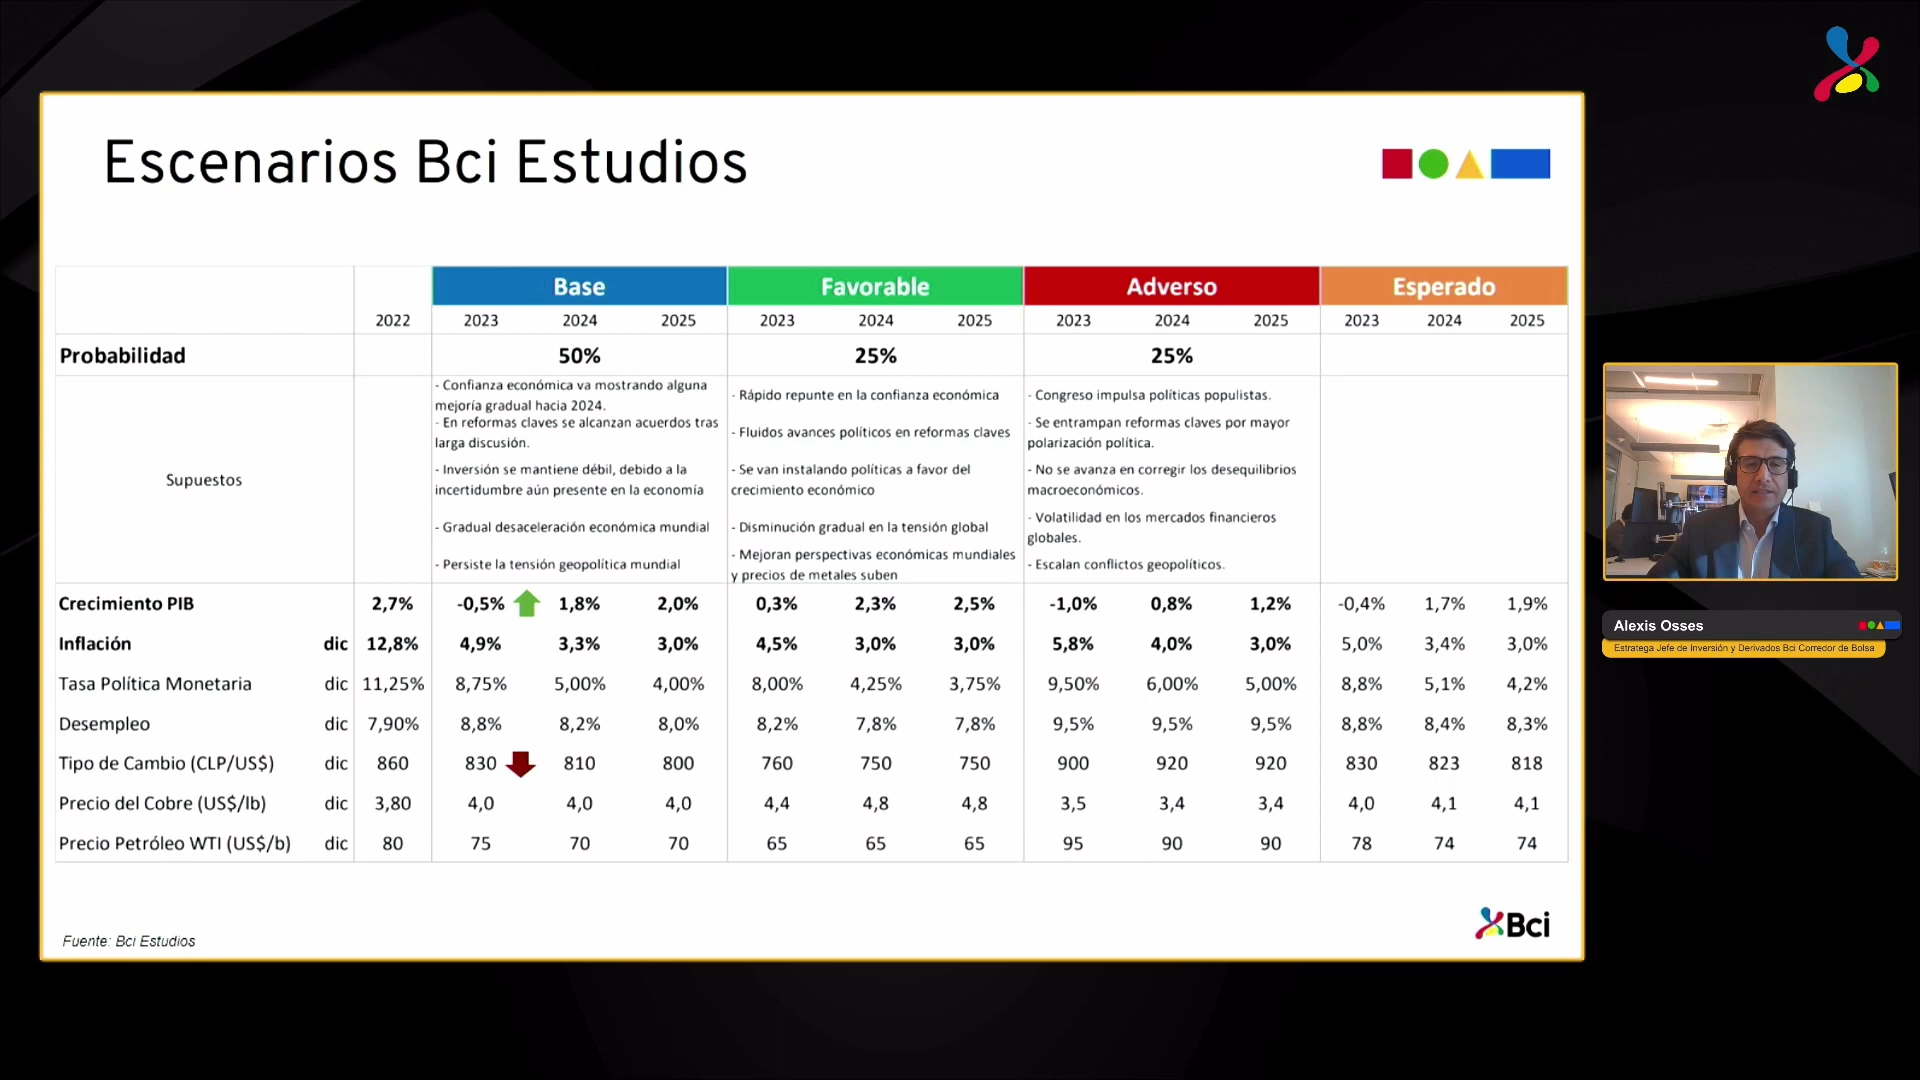 Escenarios Bci Estudios
Base Favorable Adverso Esperado
2022 2023 2024 2025 2023 2024 2025 2023 2024 2025 2023 2024 2025
Probabilidad 50% 25% 25%
Supuestos
- Confianza económica va mostrando alguna
mejoría gradual hacia 2024.
- En reformas claves se alcanzan acuerdos tras
larga discusión.
- Inversión se mantiene débil, debido a la
incertidumbre aún presente en la economía
- Gradual desaceleración económica mundial
- Persiste la tensión geopolítica mundial
- Rápido repunte en la confianza económica
- Fluidos avances políticos en reformas claves
- Se van instalando políticas a favor del
crecimiento económico
- Disminución gradual en la tensión global
- Mejoran perspectivas económicas mundiales
y precios de metales suben
- Congreso impulsa políticas populistas.
- Se entrampan reformas claves por mayor
polarización política.
- No se avanza en corregir los desequilibrios
macroeconómicos.
- Volatilidad en los mercados financieros
globales.
- Escalan conflictos geopolíticos.
Crecimiento PIB 2,7% -0,5% 1,8% 2,0% 0,3% 2,3% 2,5% -1,0% 0,8% 1,2% -0,4% 1,7% 1,9%
Inflación dic 12,8% 4,9% 3,3% 3,0% 4,5% 3,0% 3,0% 5,8% 4,0% 3,0% 5,0% 3,4% 3,0%
Tasa Política Monetaria dic 11,25% 8,75% 5,00% 4,00% 8,00% 4,25% 3,75% 9,50% 6,00% 5,00% 8,8% 5,1% 4,2%
Desempleo dic 7,90% 8,8% 8,2% 8,0% 8,2% 7,8% 7,8% 9,5% 9,5% 9,5% 8,8% 8,4% 8,3%
Tipo de Cambio (CLP/US$) dic 860 830 810 800 760 750 750 900 920 920 830 823 818
Precio del Cobre (US$/lb) dic 3,80 4,0 4,0 4,0 4,4 4,8 4,8 3,5 3,4 3,4 4,0 4,1 4,1
Precio Petróleo WTI (US$/b) dic 80 75 70 70 65 65 65 95 90 90 78 74 74
Fuente: Bci Estudios
Bci
Alexis Osses
Estratega Jefe de Inversión y Derivados Bci Corredor de Bolsa